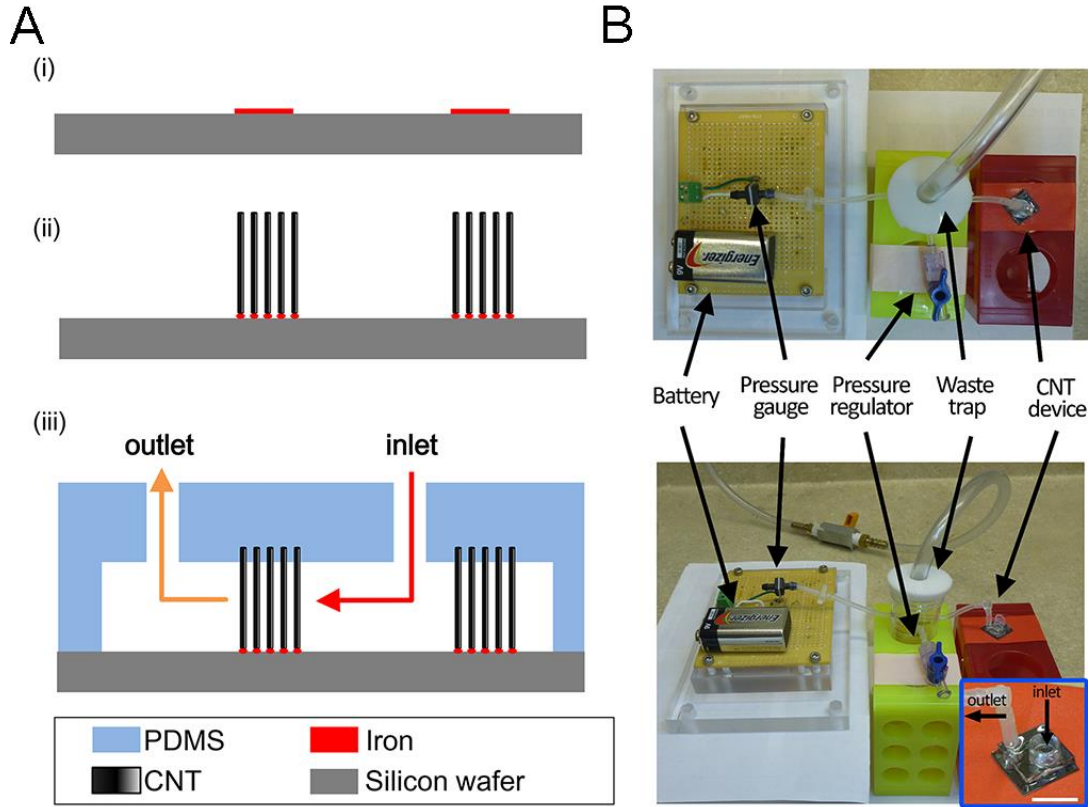 A
B
(i)
(ii)
(iii)
outlet
inlet
PDMS
Iron
CNT
Silicon wafer
Energizer
Battery
Pressure
gauge
Pressure
regulator
Waste
trap
CNT
device
Energizer
outlet
inlet